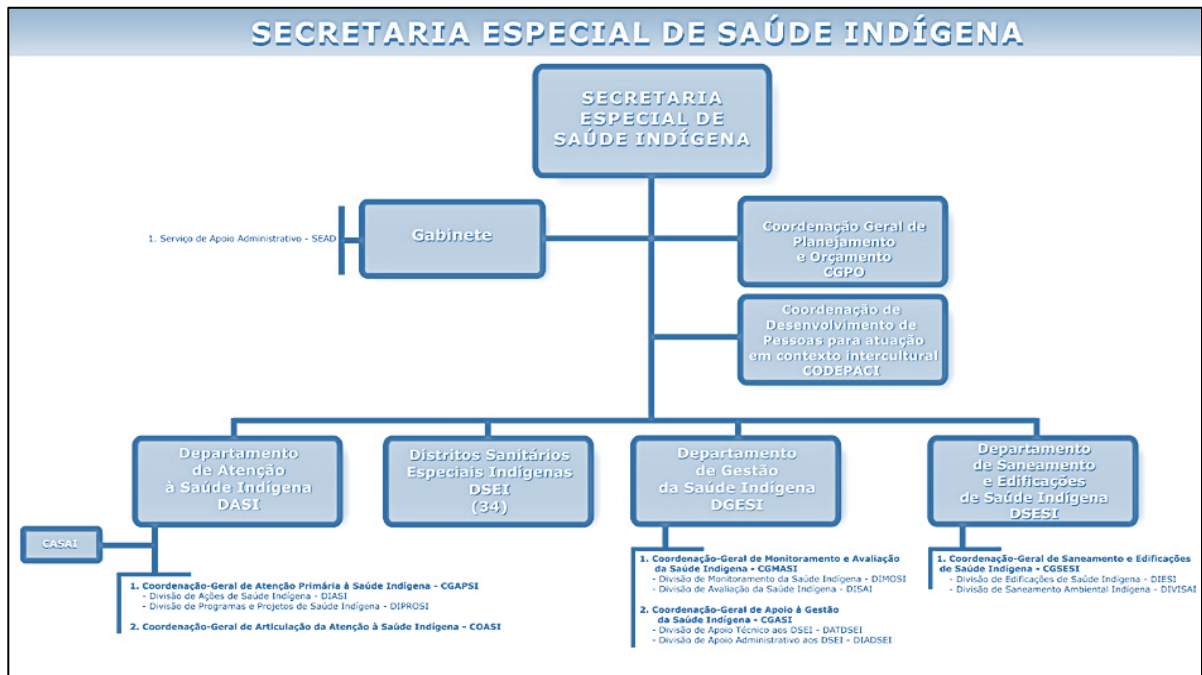 SECRETARIA ESPECIAL DE SAÚDE INDÍGENA
SECRETARIA
ESPECIAL DE
SAÚDE INDÍGENA
1. Serviço de Apoio Administrativo - SEAD
Gabinete
Coordenação Geral de
Planejamento
e Orçamento
CGPO
Coordenação de
Desenvolvimento de
Pessoas para atuação
em contexto intercultural
CODEPACI
Departamento
de Atenção
à Saúde Indígena
DASI
Distritos Sanitários
Especiais Indígenas
DSEI
(34)
Departamento
de Gestão
da Saúde Indígena
DGESI
Departamento
de Saneamento
e Edificações
de Saúde Indígena
DSESI
CASAI
1. Coordenação-Geral de Atenção Primária à Saúde Indígena - CGAPSI
- Divisão de Ações de Saúde Indígena - DIASI
- Divisão de Programas e Projetos de Saúde Indígena - DIPROSI
2. Coordenação-Geral de Articulação da Atenção à Saúde Indígena - COASI
1. Coordenação-Geral de Monitoramento e Avaliação
da Saúde Indígena - CGMASI
- Divisão de Monitoramento da Saúde Indígena - DIMOSI
- Divisão de Avaliação da Saúde Indígena - DISAI
2. Coordenação-Geral de Apoio à Gestão
da Saúde Indígena - CGASI
- Divisão de Apoio Técnico aos DSEI - DATDSEI
- Divisão de Apoio Administrativo aos DSEI - DIADSEI
1. Coordenação-Geral de Saneamento e Edificações
de Saúde Indígena - CGSESI
- Divisão de Edificações de Saúde Indígena - DIESI
- Divisão de Saneamento Ambiental Indígena - DIVISAI